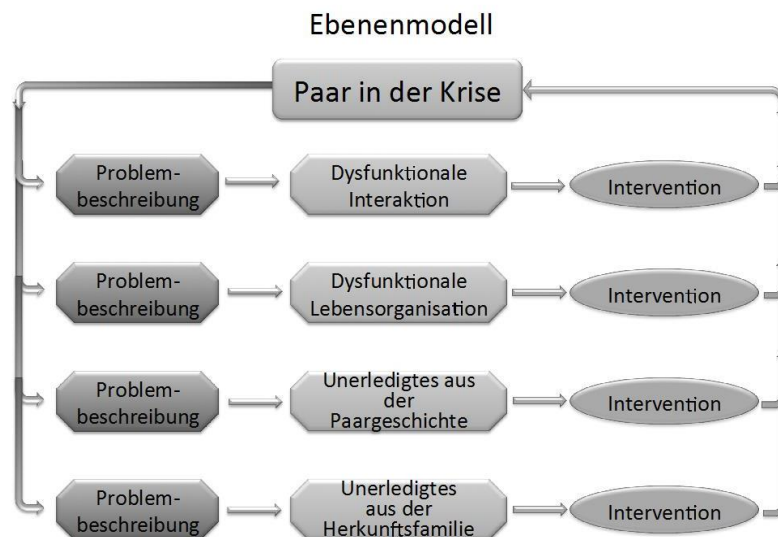 Ebenenmodell
Paar in der Krise
Problem-
beschreibung
Dysfunktionale
Interaktion
Intervention
Problem-
beschreibung
Dysfunktionale
Lebensorganisation
Intervention
Problem-
beschreibung
Unerledigtes aus
der
Paargeschichte
Intervention
Problem-
beschreibung
Unerledigtes
aus der
Herkunftsfamilie
Intervention